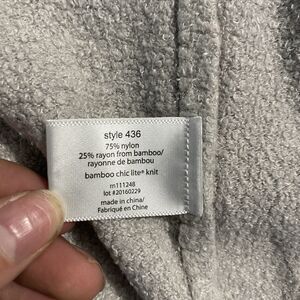 style 436
75% nylon
25% rayon from bamboo/
rayonne de bambou
bamboo chic lite® knit
rn111248
lot #20160229
made in china/
Fabriqué en Chine